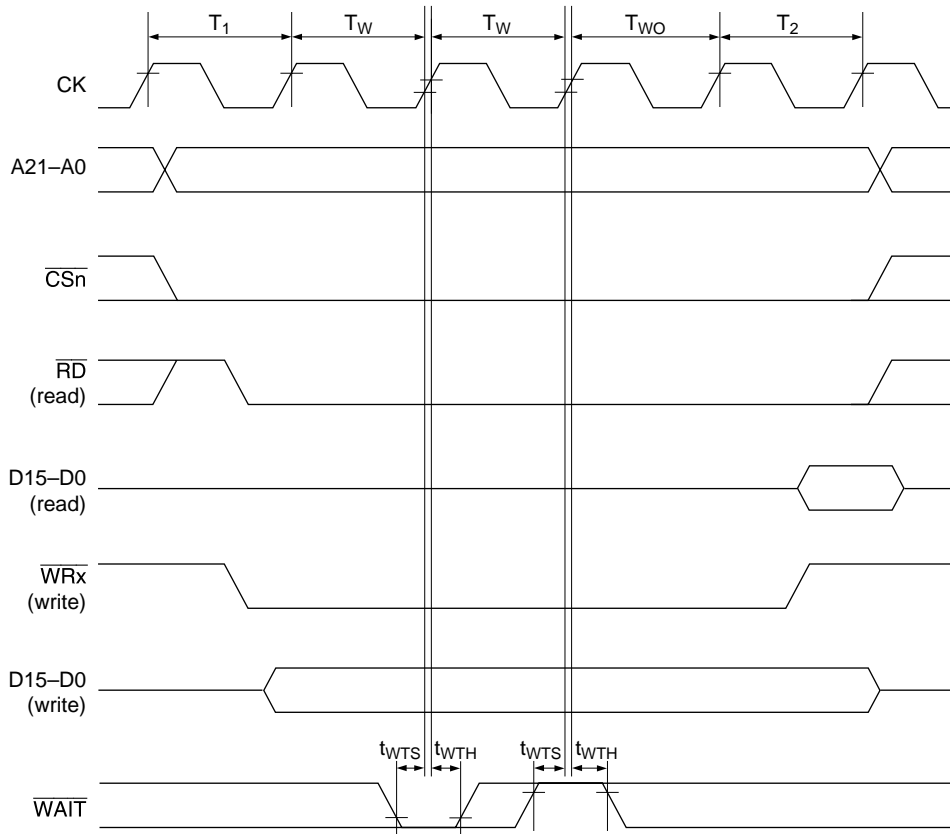 T1 TW TW TWO T2
CK
A21–A0
CSn
RD
(read)
D15–D0
(read)
WRx
(write)
D15–D0
(write)
tWTS tWTH tWTS tWTH
WAIT